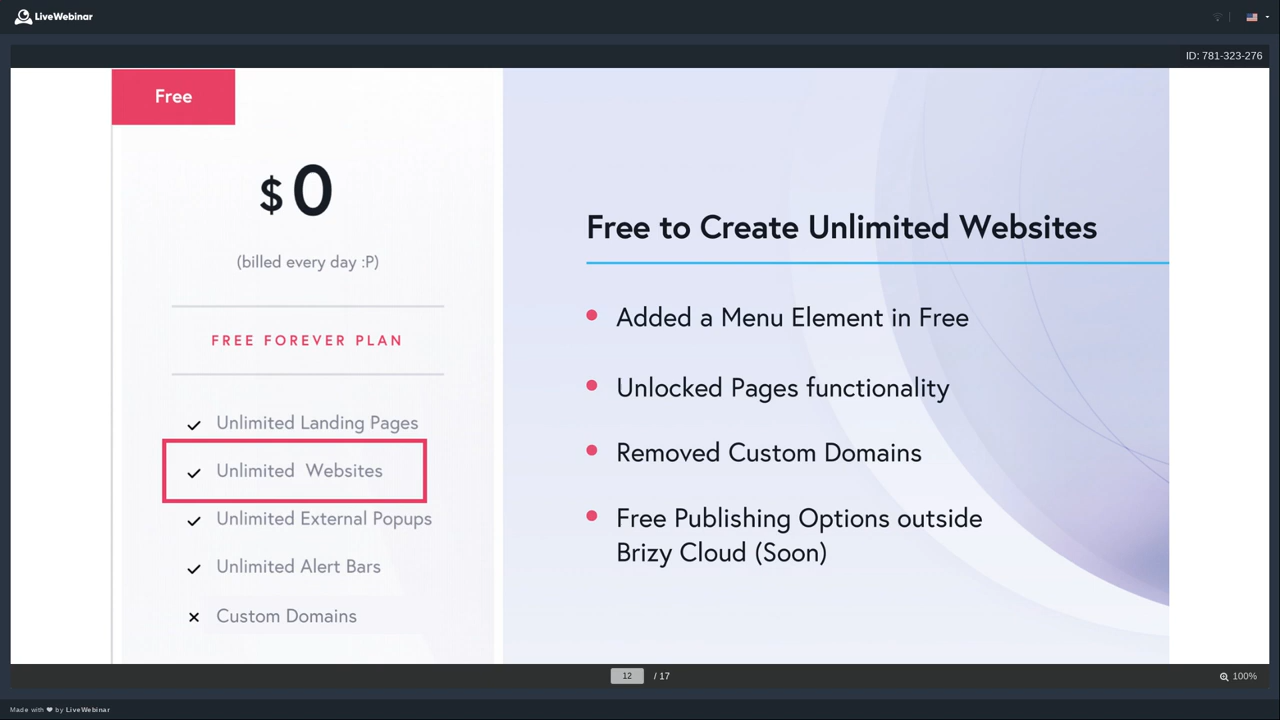 LiveWebinar
ID: 781-323-276
Free
$0
(billed every day :P)
FREE FOREVER PLAN
Unlimited Landing Pages
Unlimited Websites
Unlimited External Popups
Unlimited Alert Bars
Custom Domains
Free to Create Unlimited Websites
Added a Menu Element in Free
Unlocked Pages functionality
Removed Custom Domains
Free Publishing Options outside
Brizy Cloud (Soon)
12 / 17
100%
Made with ❤ by LiveWebinar